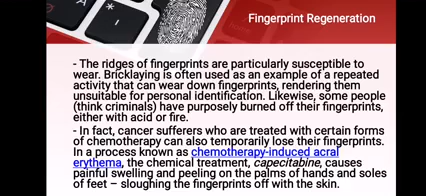 Fingerprint Regeneration
- The ridges of fingerprints are particularly susceptible to
wear. Bricklaying is often used as an example of a repeated
activity that can wear down fingerprints, rendering them
unsuitable for personal identification. Likewise, some people
(think criminals) have purposely burned off their fingerprints,
either with acid or fire.
- In fact, cancer sufferers who are treated with certain forms
of chemotherapy can also temporarily lose their fingerprints.
In a process known as chemotherapy-induced acral
erythema, the chemical treatment, capecitabine, causes
painful swelling and peeling on the palms of hands and soles
of feet – sloughing the fingerprints off with the skin.